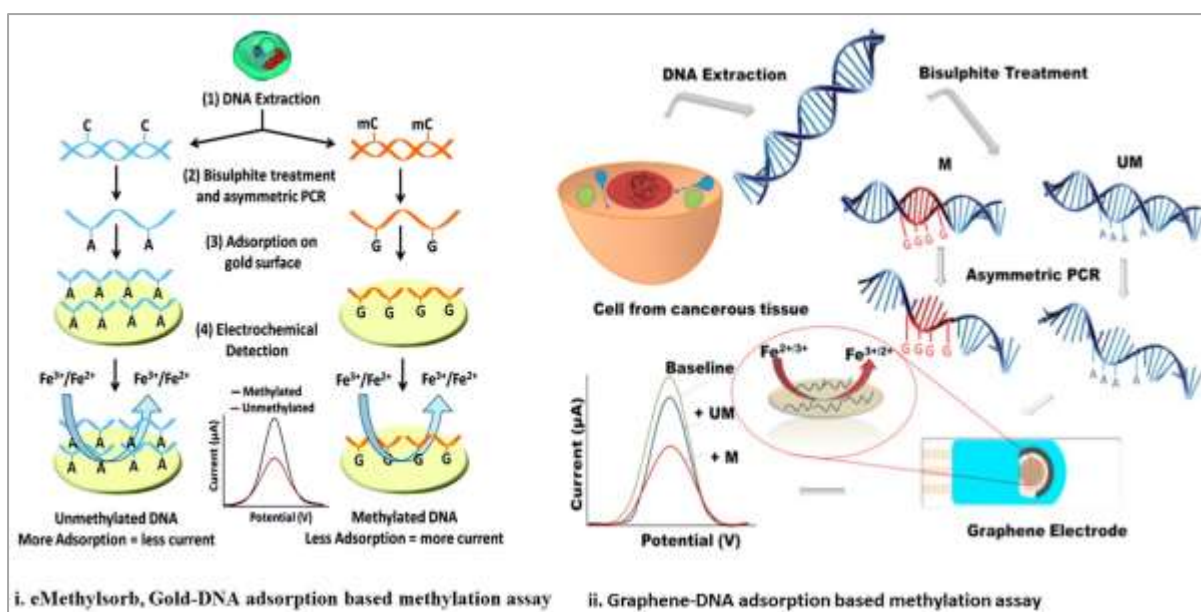 (1) DNA Extraction
C C
mC mC
(2) Bisulphite treatment
and asymmetric PCR
A A
G G
(3) Adsorption on
gold surface
A A A A
A A A A
G G G G
(4) Electrochemical
Detection
Fe3+/Fe2+ Fe3+/Fe2+
Fe3+/Fe3+ Fe3+/Fe2+
— Methylated
— Unmethylated
Current (µA)
Potential (V)
A A A A
A A A A
G G G G
Unmethylated DNA
More Adsorption = less current
Methylated DNA
Less Adsorption = more current
i. eMethylsorb, Gold-DNA adsorption based methylation assay
DNA Extraction
Bisulphite Treatment
M
UM
G G G G
A A A A
Asymmetric PCR
Cell from cancerous tissue
G G G G
A A A A
Fe2+/3+ Fe3+/2+
Baseline
+ UM
+ M
Current (µA)
Potential (V)
Graphene Electrode
ii. Graphene-DNA adsorption based methylation assay